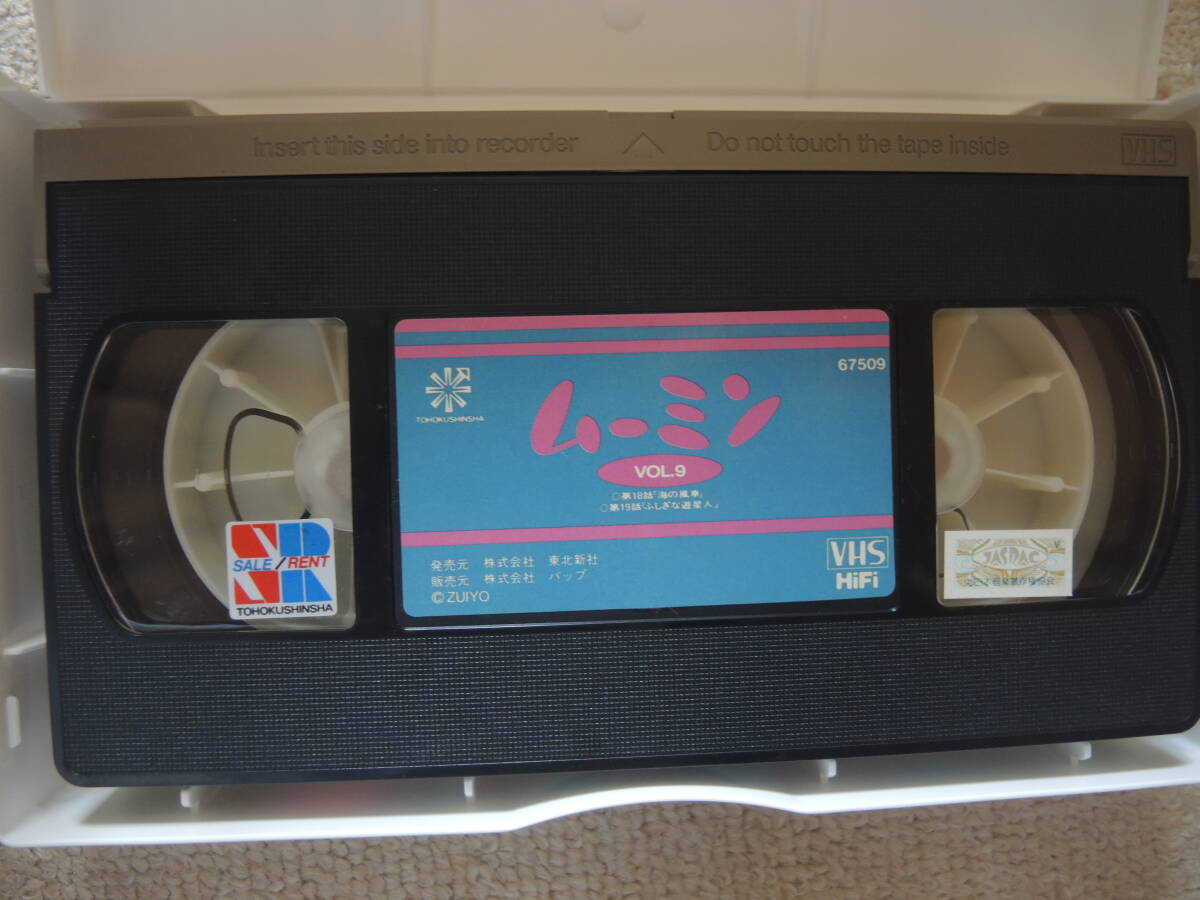 Insert this side into recorder
Do not touch the tape inside
VHS
67509
TOHOKUSHINSHA
ムーミン
VOL.9
○第18話「海の風車」
○第19話「ふしぎな遊星人」
発売元 株式会社 東北新社
販売元 株式会社 バップ
©ZUIYO
VHS
HiFi
SR
SALE/RENT
SR
TOHOKUSHINSHA
JASRAC